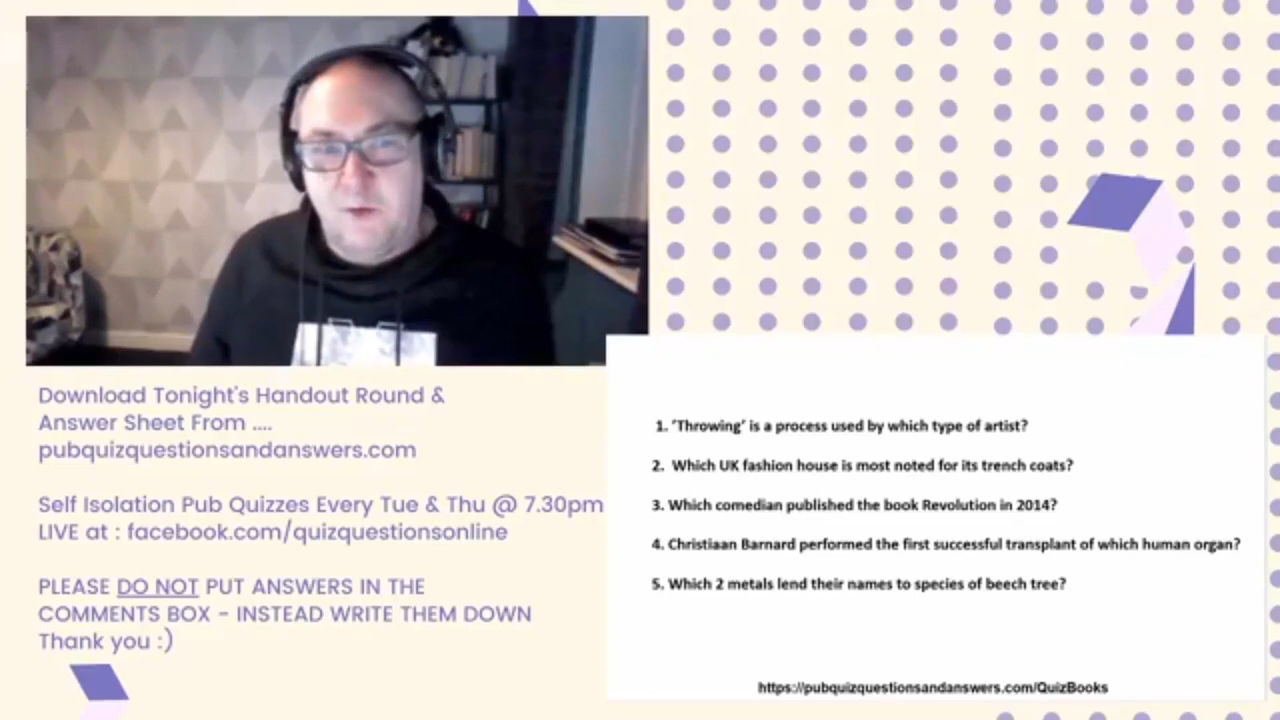 Download Tonight's Handout Round &
Answer Sheet From ....
pubquizquestionsandanswers.com
Self Isolation Pub Quizzes Every Tue & Thu @ 7.30pm
LIVE at : facebook.com/quizquestionsonline
PLEASE DO NOT PUT ANSWERS IN THE
COMMENTS BOX - INSTEAD WRITE THEM DOWN
Thank you :)
1. 'Throwing' is a process used by which type of artist?
2. Which UK fashion house is most noted for its trench coats?
3. Which comedian published the book Revolution in 2014?
4. Christiaan Barnard performed the first successful transplant of which human organ?
5. Which 2 metals lend their names to species of beech tree?
https://pubquizquestionsandanswers.com/QuizBooks